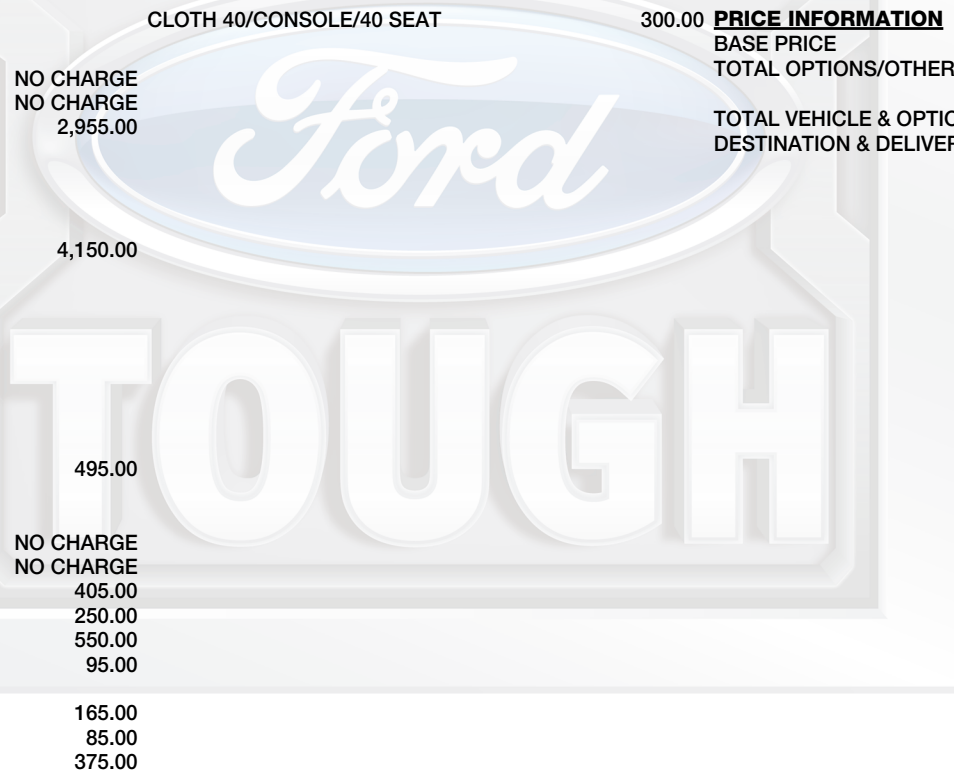 CLOTH 40/CONSOLE/40 SEAT 300.00 PRICE INFORMATION
BASE PRICE
TOTAL OPTIONS/OTHER
NO CHARGE
NO CHARGE
2,955.00
TOTAL VEHICLE & OPTIO
DESTINATION & DELIVER
Ford
4,150.00
TOUGH
495.00
NO CHARGE
NO CHARGE
405.00
250.00
550.00
95.00
165.00
85.00
375.00